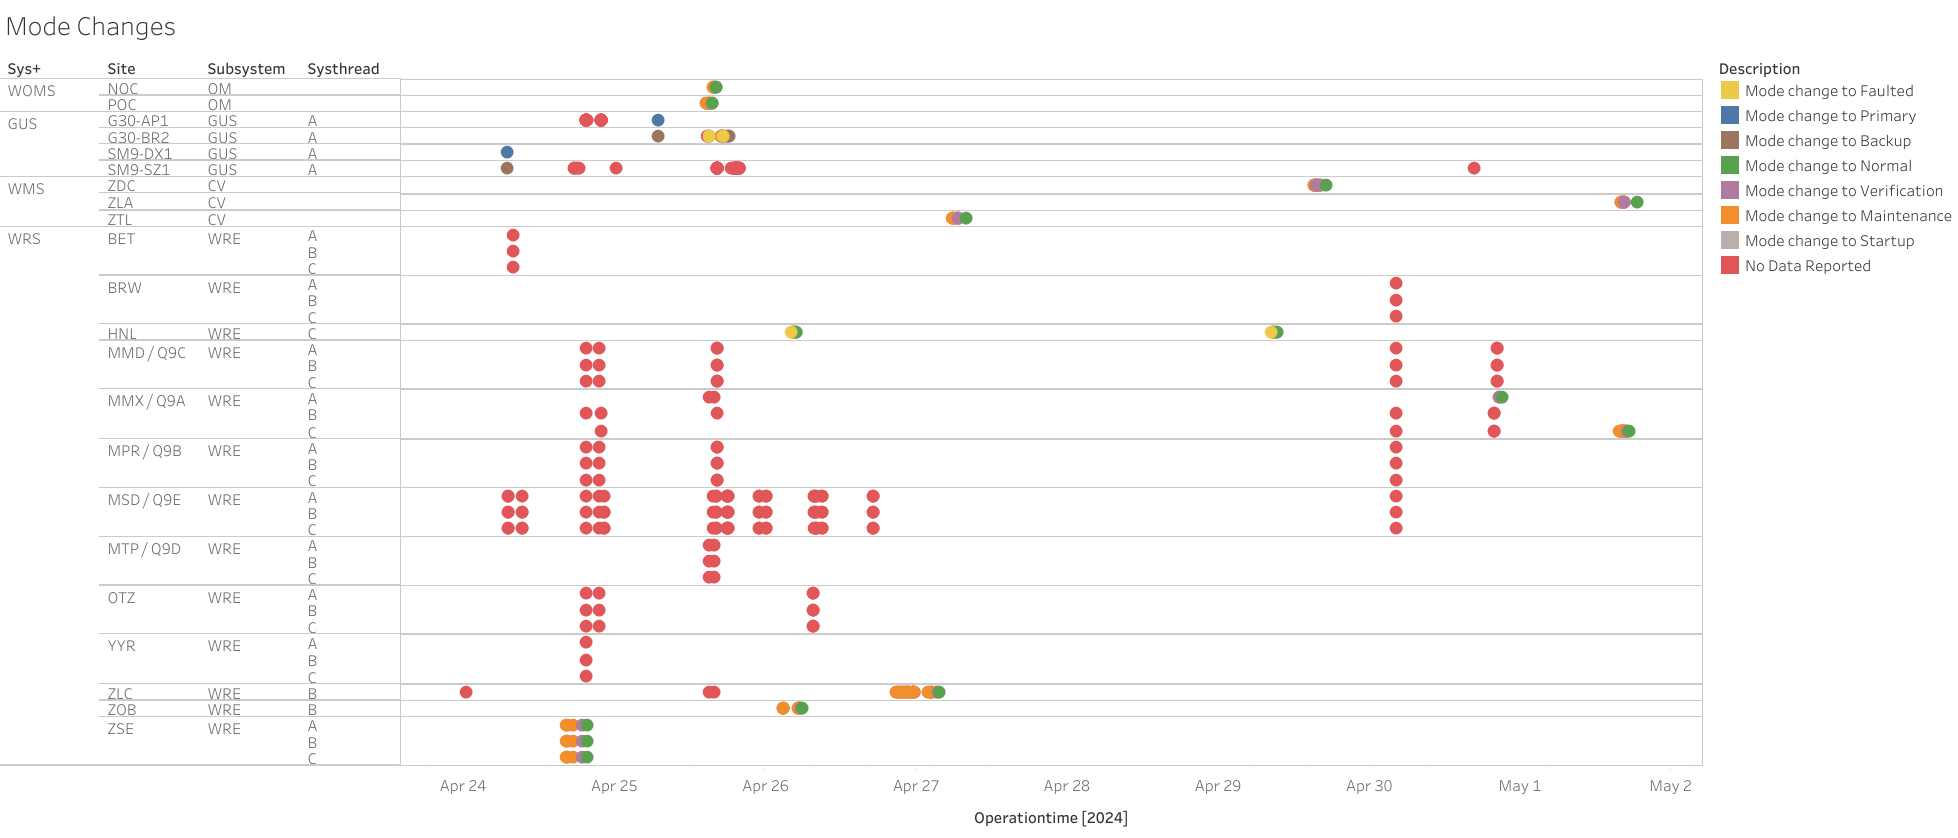 Mode Changes
Sys+ Site Subsystem Systhread Description
WOMS NOC OM
POC OM
GUS G30-AP1 GUS A
G30-BR2 GUS A
SM9-DX1 GUS A
SM9-SZ1 GUS A
WMS ZDC CV
ZLA CV
ZTL CV
WRS BET WRE A
B
C
BRW WRE A
B
C
HNL WRE C
MMD / Q9C WRE A
B
C
MMX / Q9A WRE A
B
C
MPR / Q9B WRE A
B
C
MSD / Q9E WRE A
B
C
MTP / Q9D WRE A
B
C
OTZ WRE A
B
C
YYR WRE A
B
C
ZLC WRE B
ZOB WRE B
ZSE WRE A
B
C
Apr 24 Apr 25 Apr 26 Apr 27 Apr 28 Apr 29 Apr 30 May 1 May 2
Operationtime [2024]
Mode change to Faulted
Mode change to Primary
Mode change to Backup
Mode change to Normal
Mode change to Verification
Mode change to Maintenance
Mode change to Startup
No Data Reported